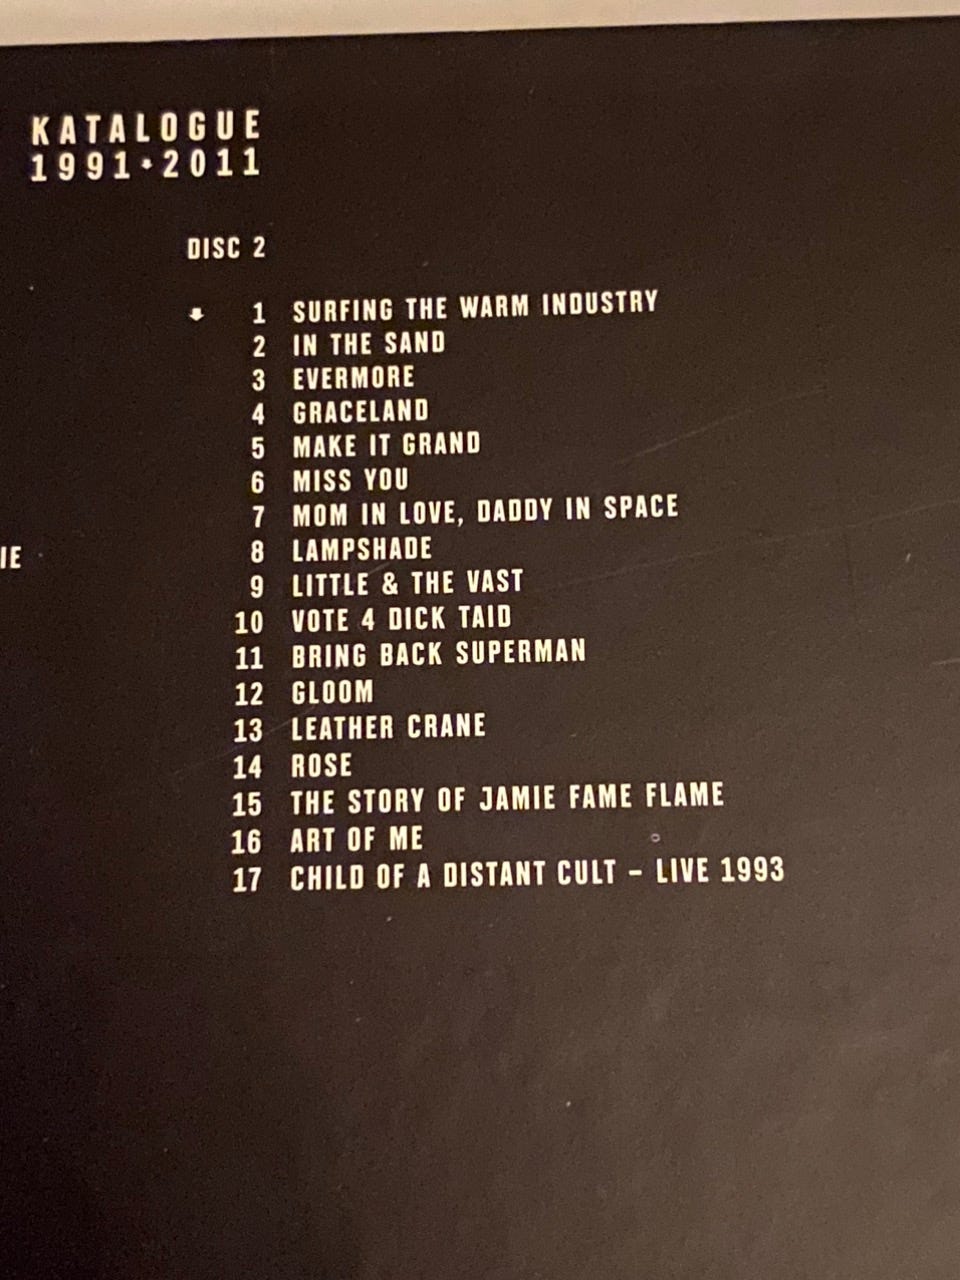 KATALOGUE
1991•2011
DISC 2
1 SURFING THE WARM INDUSTRY
2 IN THE SAND
3 EVERMORE
4 GRACELAND
5 MAKE IT GRAND
6 MISS YOU
7 MOM IN LOVE, DADDY IN SPACE
IE
8 LAMPSHADE
9 LITTLE & THE VAST
10 VOTE 4 DICK TAID
11 BRING BACK SUPERMAN
12 GLOOM
13 LEATHER CRANE
14 ROSE
15 THE STORY OF JAMIE FAME FLAME
16 ART OF ME
17 CHILD OF A DISTANT CULT – LIVE 1993